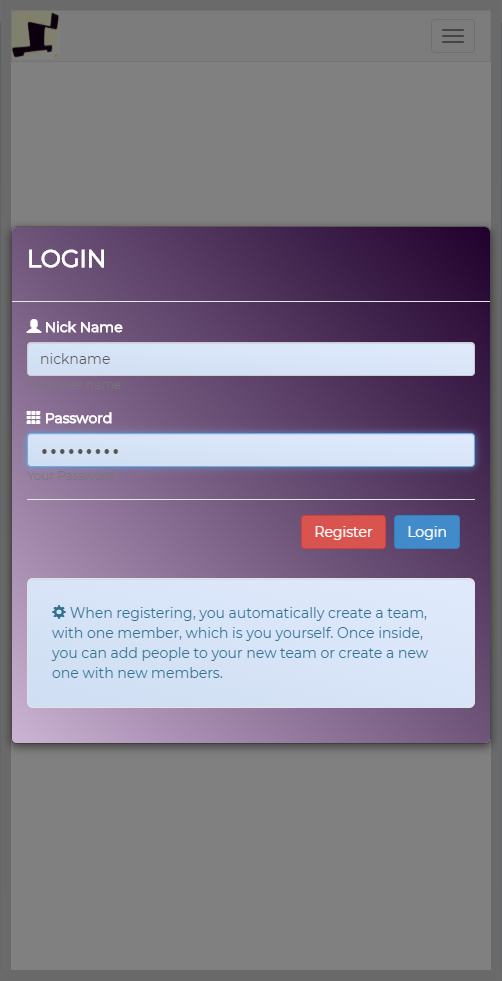 LOGIN
Nick Name
nickname
name
Password
•••••••••
Your Password
Register Login
When registering, you automatically create a team,
with one member, which is you yourself. Once inside,
you can add people to your new team or create a new
one with new members.